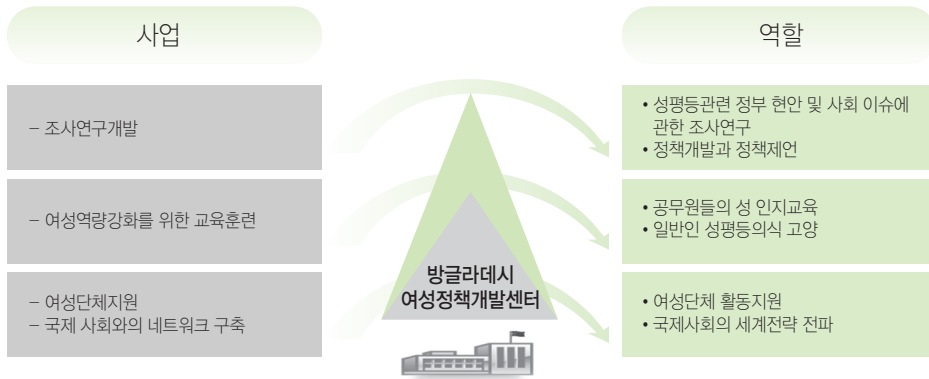 사업
역할
– 조사연구개발
• 성평등관련 정부 현안 및 사회 이슈에
관한 조사연구
• 정책개발과 정책제언
– 여성역량강화를 위한 교육훈련
• 공무원들의 성 인지교육
• 일반인 성평등의식 고양
방글라데시
여성정책개발센터
– 여성단체지원
– 국제 사회와의 네트워크 구축
• 여성단체 활동지원
• 국제사회의 세계전략 전파